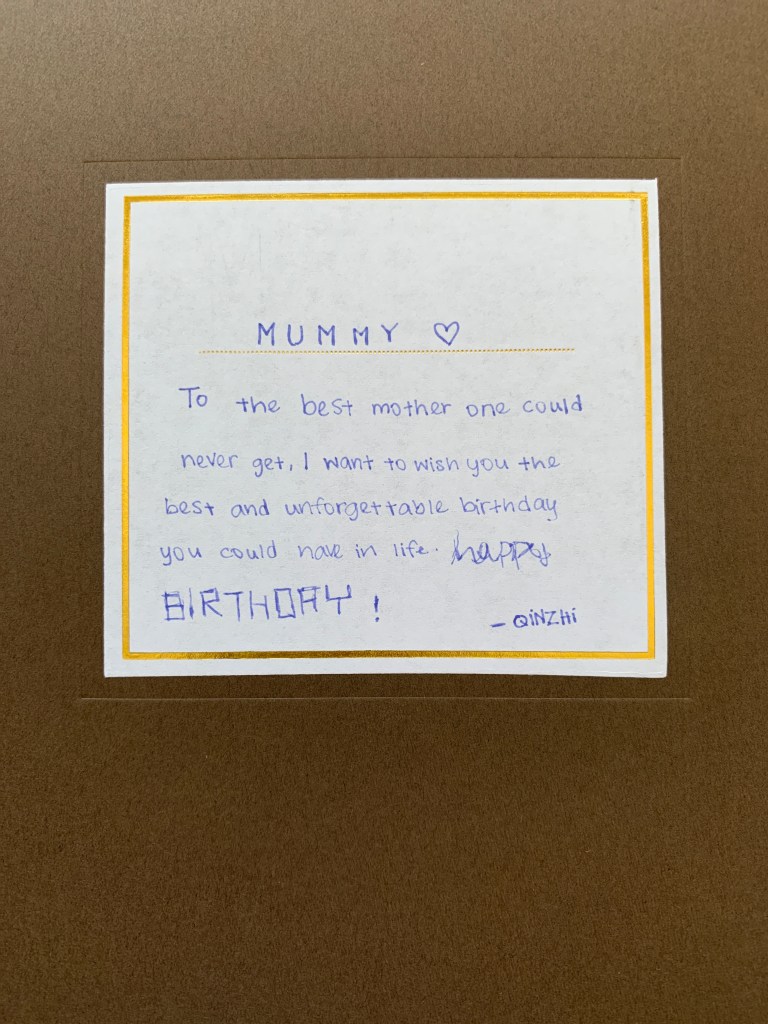 MUMMY ♡
To the best mother one could
never get, I want to wish you the
best and unforgettable birthday
you could have in life. happy
BIRTHDAY !
- QiNZHi